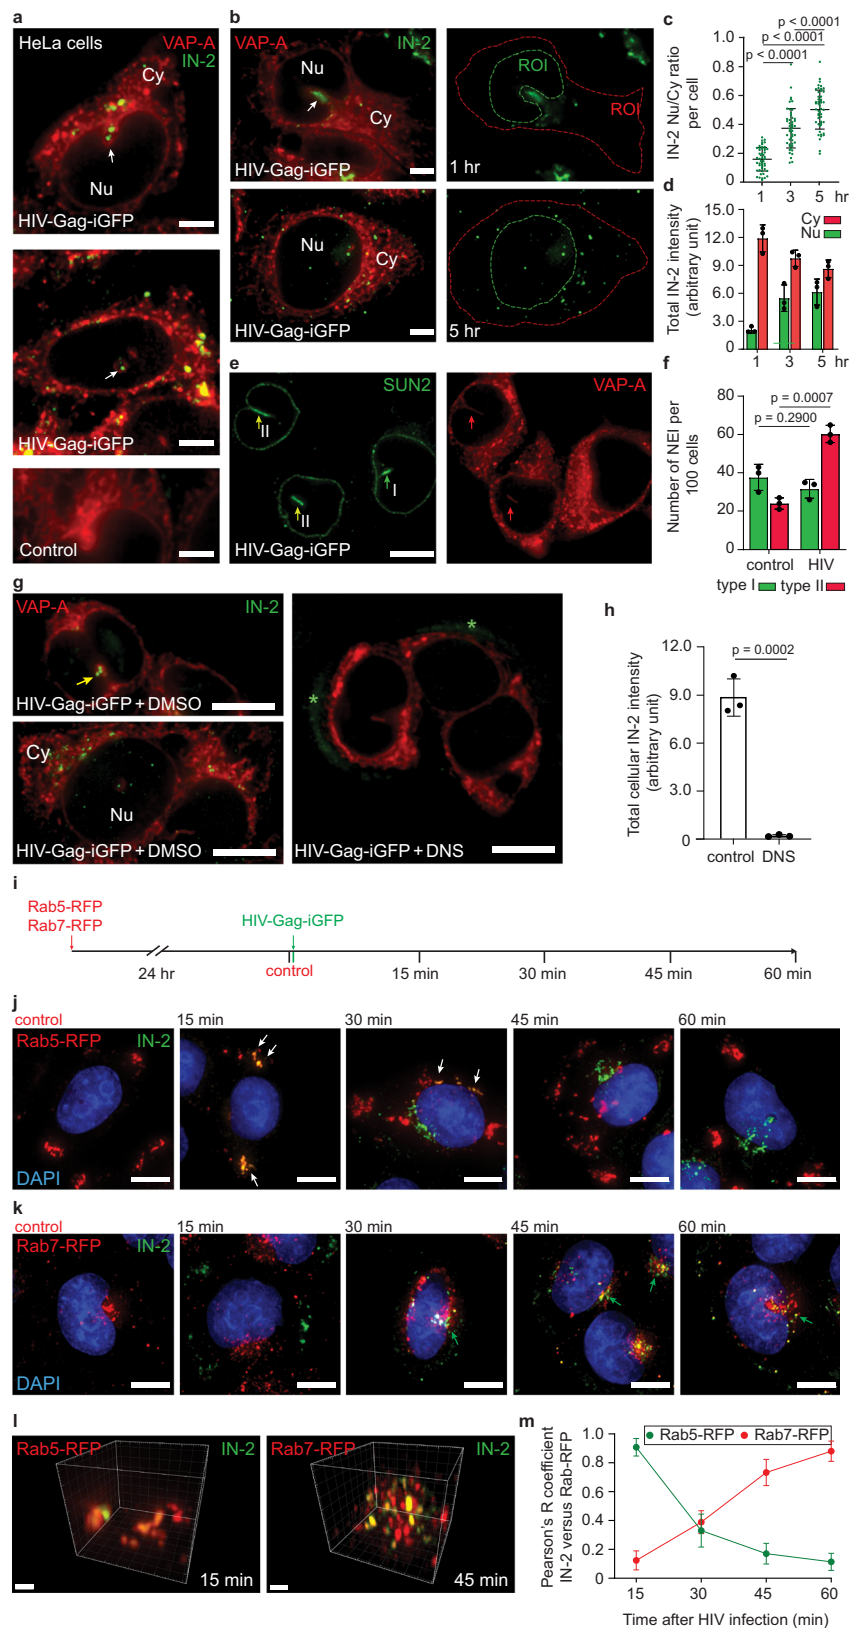 a
HeLa cells
VAP-A
IN-2
Cy
Nu
HIV-Gag-iGFP
HIV-Gag-iGFP
Control
b
VAP-A
IN-2
Nu
Cy
HIV-Gag-iGFP
ROI
ROI
1 hr
Nu
Cy
HIV-Gag-iGFP
5 hr
c
p < 0.0001
p < 0.0001
p < 0.0001
IN-2 Nu/Cy ratio
per cell
1.0
0.8
0.6
0.4
0.2
0
1 3 5 hr
d
Total IN-2 intensity
(arbitrary unit)
15.0
12.0
9.0
6.0
3.0
0
Cy
Nu
1 3 5 hr
e
SUN2
II
I
II
HIV-Gag-iGFP
VAP-A
f
p = 0.0007
p = 0.2900
Number of NEI per
100 cells
80
60
40
20
0
control HIV
type I type II
g
VAP-A
IN-2
HIV-Gag-iGFP + DMSO
Cy
Nu
HIV-Gag-iGFP + DMSO
*
*
HIV-Gag-iGFP + DNS
h
p = 0.0002
Total cellular IN-2 intensity
(arbitrary unit)
12.0
9.0
6.0
3.0
0
control DNS
i
Rab5-RFP
Rab7-RFP
HIV-Gag-iGFP
24 hr control 15 min 30 min 45 min 60 min
j
control 15 min 30 min 45 min 60 min
Rab5-RFP IN-2
DAPI
k
control 15 min 30 min 45 min 60 min
Rab7-RFP IN-2
DAPI
l
Rab5-RFP IN-2
15 min
Rab7-RFP IN-2
45 min
m
Rab5-RFP Rab7-RFP
Pearson's R coefficient
IN-2 versus Rab-RFP
1.0
0.8
0.6
0.4
0.2
0
15 30 45 60
Time after HIV infection (min)